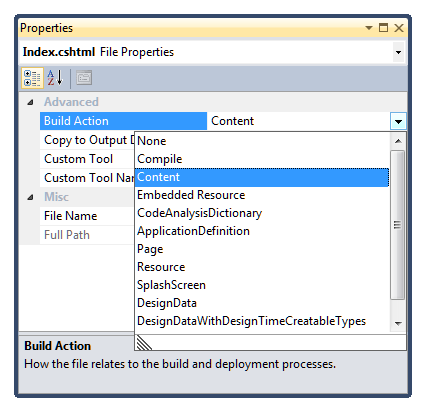 Properties
Index.cshtml File Properties
Advanced
Build Action Content
Copy to Output D
None
Custom Tool
Compile
Custom Tool Nar
Content
Misc
Embedded Resource
File Name
CodeAnalysisDictionary
Full Path
ApplicationDefinition
Page
Resource
SplashScreen
DesignData
DesignDataWithDesignTimeCreatableTypes
Build Action
How the file relates to the build and deployment processes.